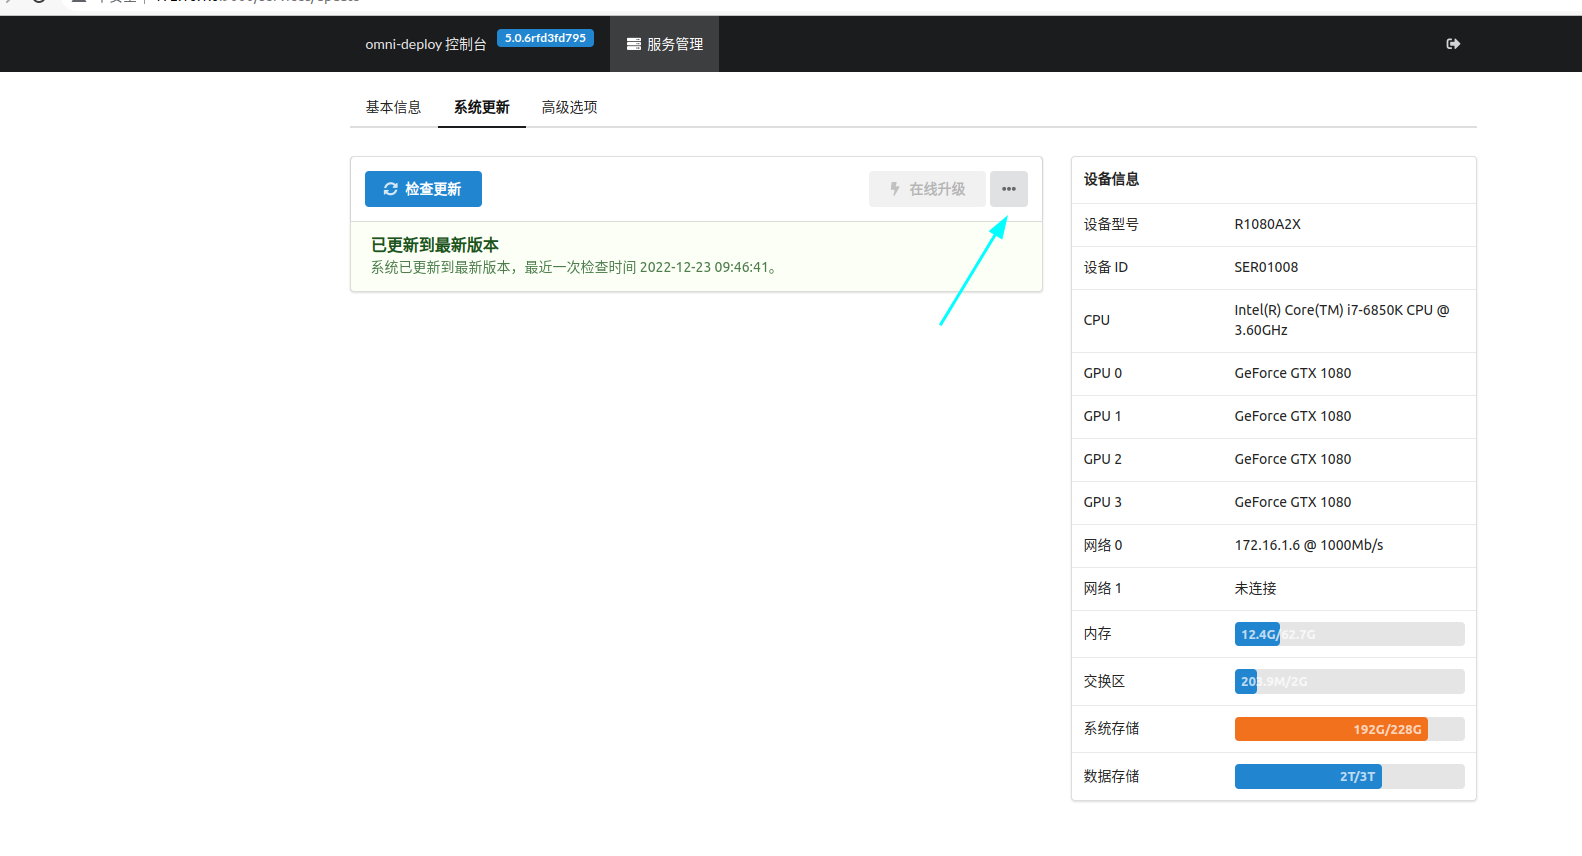 omni-deploy 控制台 5.0.6rfd3fd795 服务管理
基本信息 系统更新 高级选项
检查更新 在线升级
已更新到最新版本
系统已更新到最新版本，最近一次检查时间 2022-12-23 09:46:41。
设备信息
设备型号 R1080A2X
设备 ID SER01008
CPU Intel(R) Core(TM) i7-6850K CPU @
3.60GHz
GPU 0 GeForce GTX 1080
GPU 1 GeForce GTX 1080
GPU 2 GeForce GTX 1080
GPU 3 GeForce GTX 1080
网络 0 172.16.1.6 @ 1000Mb/s
网络 1 未连接
内存 12.4G/62.7G
交换区 203.9M/2G
系统存储 192G/228G
数据存储 2T/3T